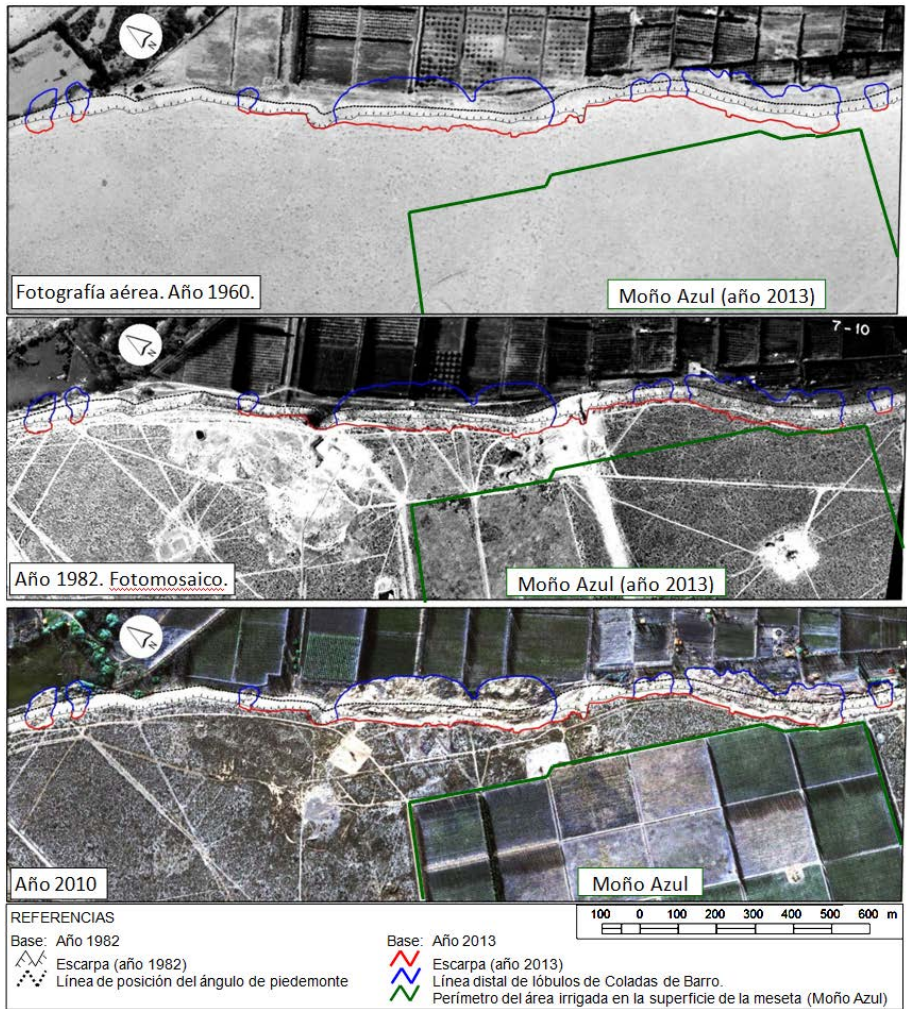 N
Fotografía aérea. Año 1960.
Moño Azul (año 2013)
7-10
N
Año 1982. Fotomosaico.
Moño Azul (año 2013)
N
Año 2010
Moño Azul
REFERENCIAS
100 0 100 200 300 400 500 600 m
Base: Año 1982
Escarpa (año 1982)
Línea de posición del ángulo de piedemonte
Base: Año 2013
Escarpa (año 2013)
Línea distal de lóbulos de Coladas de Barro.
Perímetro del área irrigada en la superficie de la meseta (Moño Azul)